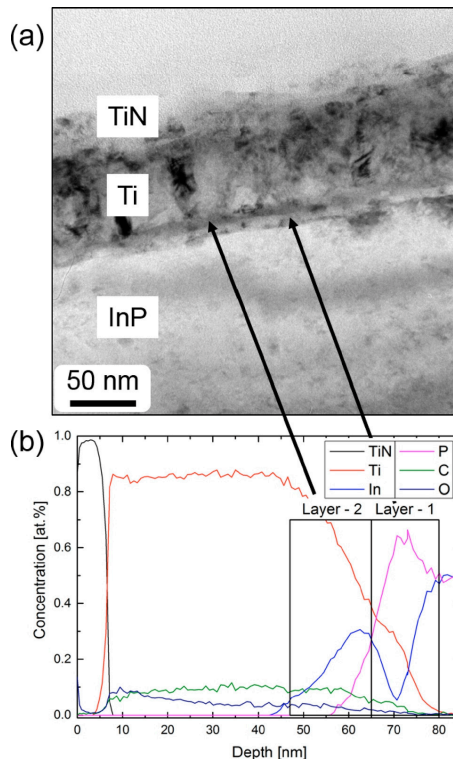 (a)
TiN
Ti
InP
50 nm
(b)
TiN
Ti
In
P
C
O
Layer - 2
Layer - 1
Concentration [at.%]
1.0
0.8
0.6
0.4
0.2
0.0
0 10 20 30 40 50 60 70 80
Depth [nm]